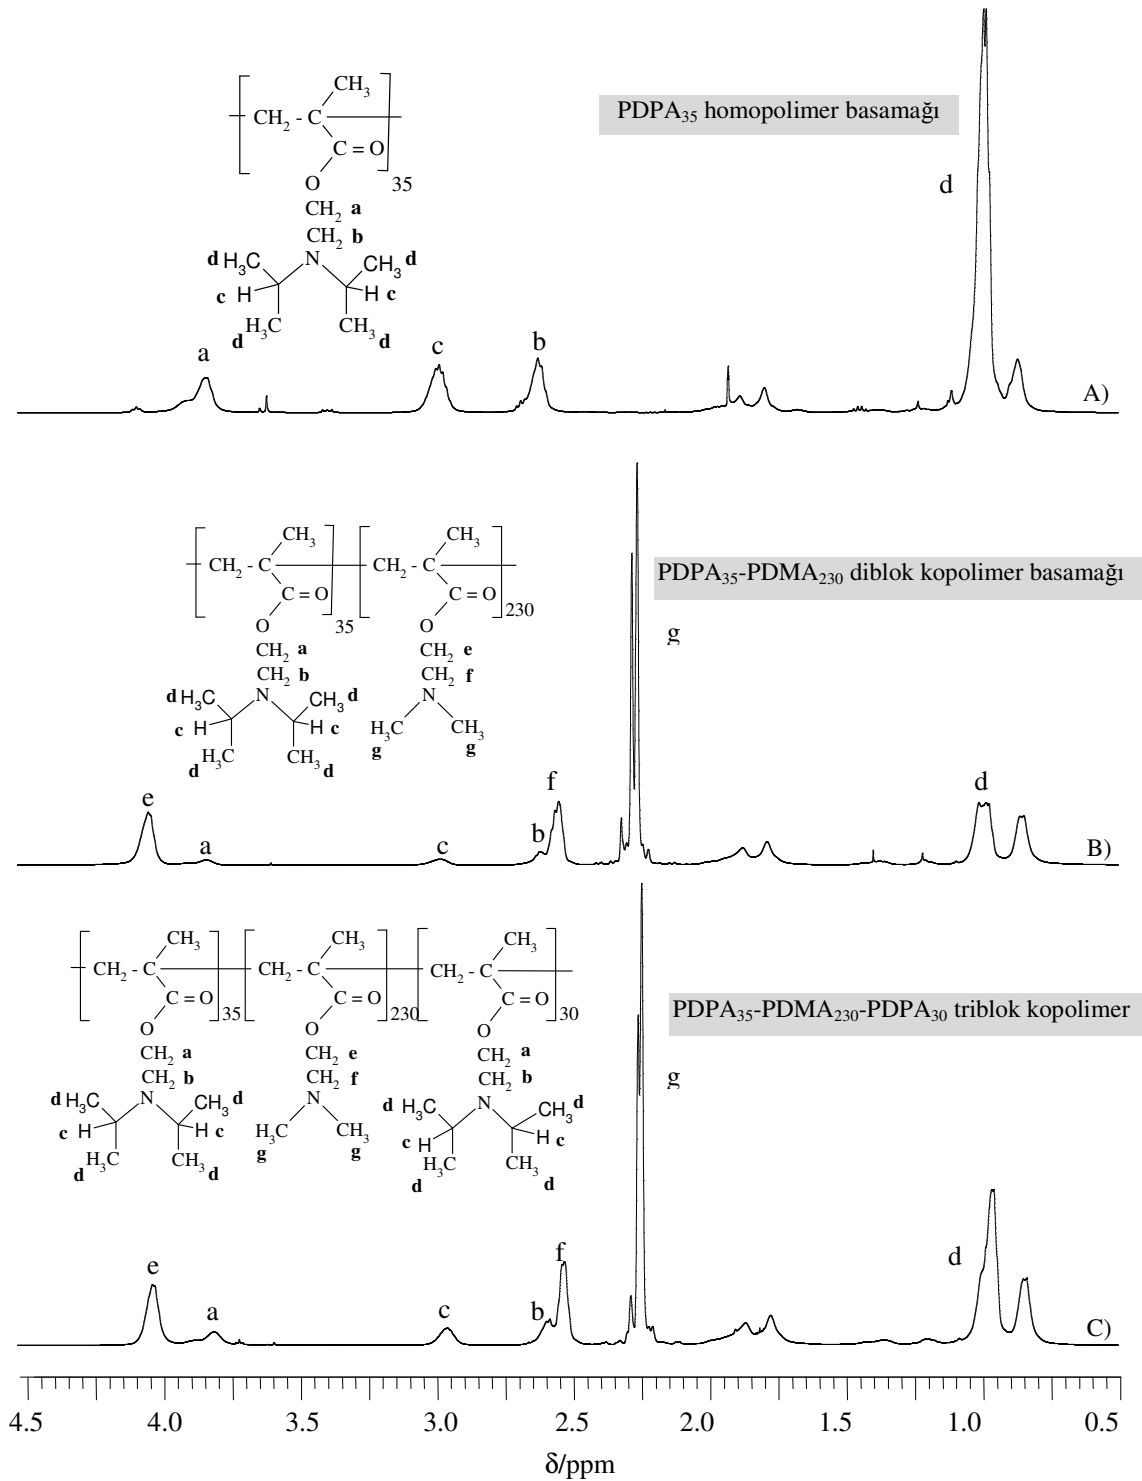 CH3
CH2 - C
C = O
O
35
CH2 a
CH2 b
N
d H3C CH3 d
c H H c
H3C CH3
d d
PDPA35 homopolimer basamağı
d
a
c
b
A)
CH3 CH3
CH2 - C CH2 - C
C = O C = O
35 230
O O
CH2 a CH2 e
CH2 b CH2 f
N N
d H3C CH3 d
c H H c
H3C CH3
g g
H3C CH3
d d
PDPA35-PDMA230 diblok kopolimer basamağı
g
e
a
c
b
f
d
B)
CH3 CH3 CH3
CH2 - C CH2 - C CH2 - C
C = O C = O C = O
35 230 30
O O O
CH2 a CH2 e CH2 a
CH2 b CH2 f CH2 b
N N N
d H3C CH3 d d H3C CH3 d
c H H c H3C CH3 c H H c
g g
H3C CH3 H3C CH3
d d d d
PDPA35-PDMA230-PDPA30 triblok kopolimer
g
e
a
c
b
f
d
C)
4.5 4.0 3.5 3.0 2.5 2.0 1.5 1.0 0.5
δ/ppm